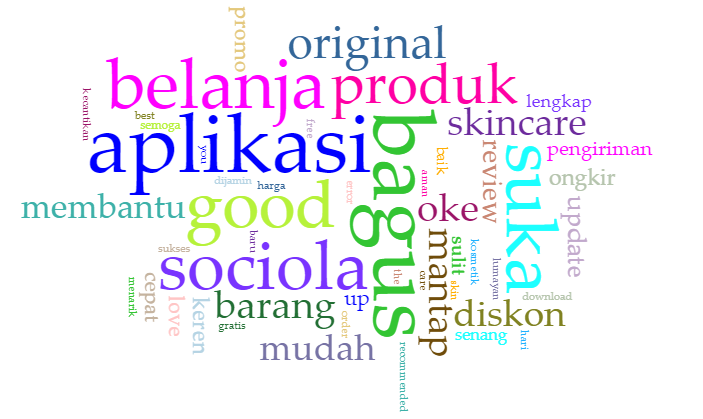 promo
original
belanja
produk
kecantikan
best
semoga
free
lengkap
skincare
aplikasi
bagus
you
baik
review
suka
pengiriman
dijamin
harga
error
aman
ongkir
membantu
good
oke
update
sukses
baru
sociola
the
mantap
sulit
kosmetik
lumayan
menarik
cepat
love
keren
barang
gratis
up
order
care
skin
download
diskon
senang
hari
mudah
recommended